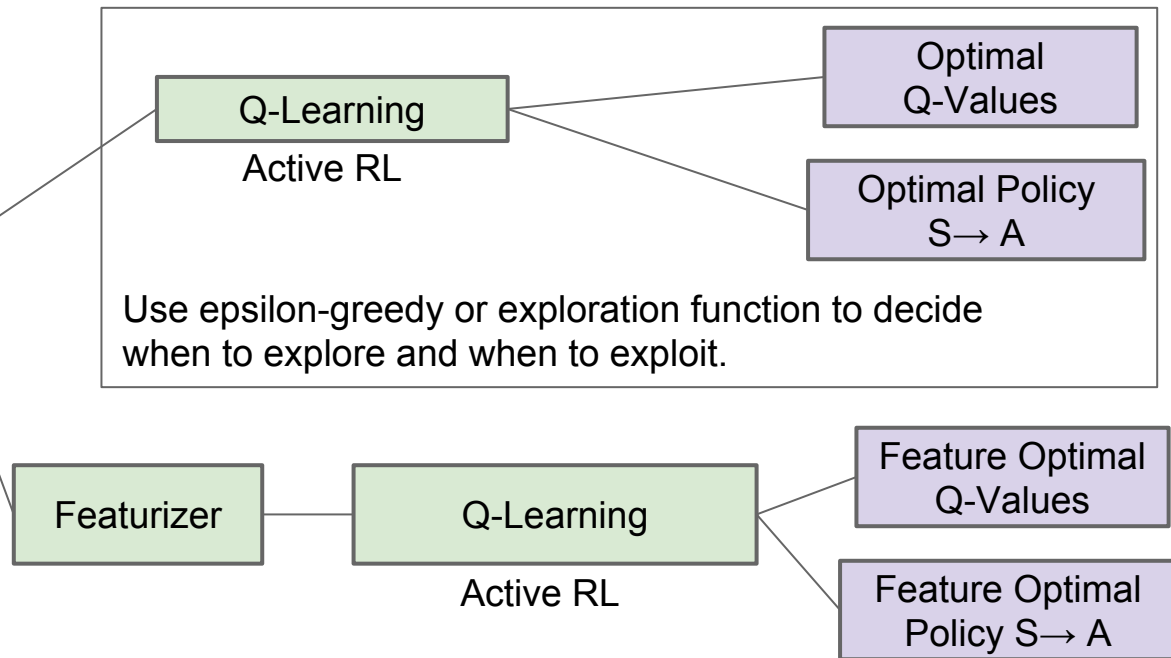 Optimal
Q-Values
Q-Learning
Active RL
Optimal Policy
S→ A
Use epsilon-greedy or exploration function to decide
when to explore and when to exploit.
Featurizer
Q-Learning
Active RL
Feature Optimal
Q-Values
Feature Optimal
Policy S→ A